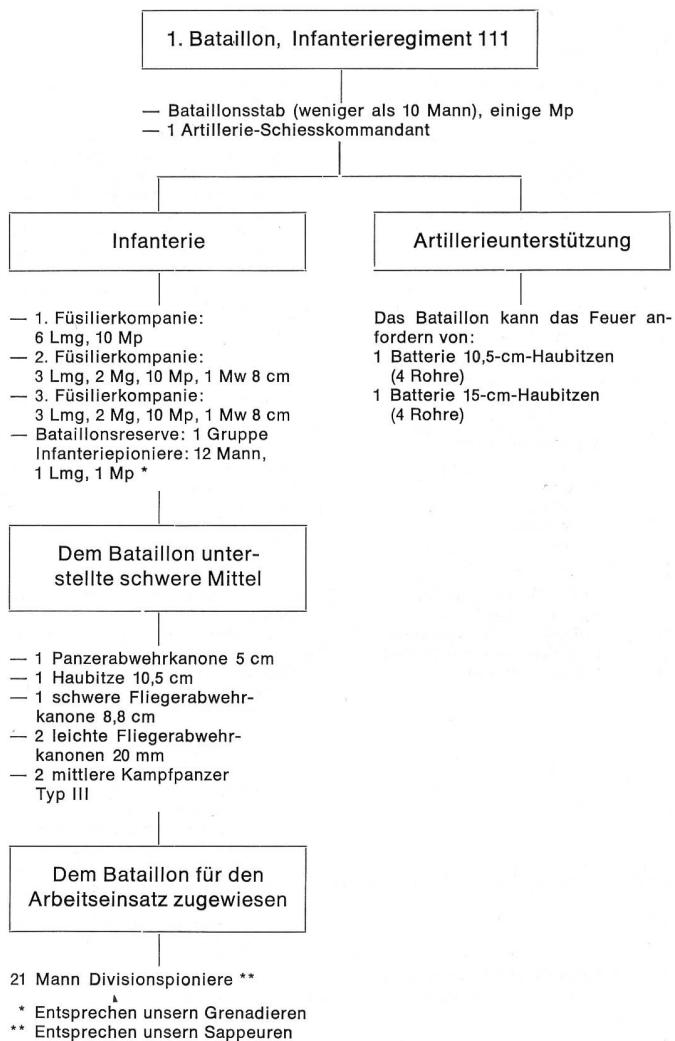 1. Bataillon, Infanterieregiment 111
— Bataillonsstab (weniger als 10 Mann), einige Mp
— 1 Artillerie-Schiesskommandant
Infanterie
— 1. Füsilierkompanie:
6 Lmg, 10 Mp
— 2. Füsilierkompanie:
3 Lmg, 2 Mg, 10 Mp, 1 Mw 8 cm
— 3. Füsilierkompanie:
3 Lmg, 2 Mg, 10 Mp, 1 Mw 8 cm
— Bataillonsreserve: 1 Gruppe
Infanteriepioniere: 12 Mann,
1 Lmg, 1 Mp *
Artillerieunterstützung
Das Bataillon kann das Feuer an-
fordern von:
1 Batterie 10,5-cm-Haubitzen
(4 Rohre)
1 Batterie 15-cm-Haubitzen
(4 Rohre)
Dem Bataillon unter-
stellte schwere Mittel
— 1 Panzerabwehrkanone 5 cm
— 1 Haubitze 10,5 cm
— 1 schwere Fliegerabwehr-
kanone 8,8 cm
— 2 leichte Fliegerabwehr-
kanonen 20 mm
— 2 mittlere Kampfpanzer
Typ III
Dem Bataillon für den
Arbeitseinsatz zugewiesen
21 Mann Divisionspioniere **
* Entsprechen unsern Grenadieren
** Entsprechen unsern Sappeuren